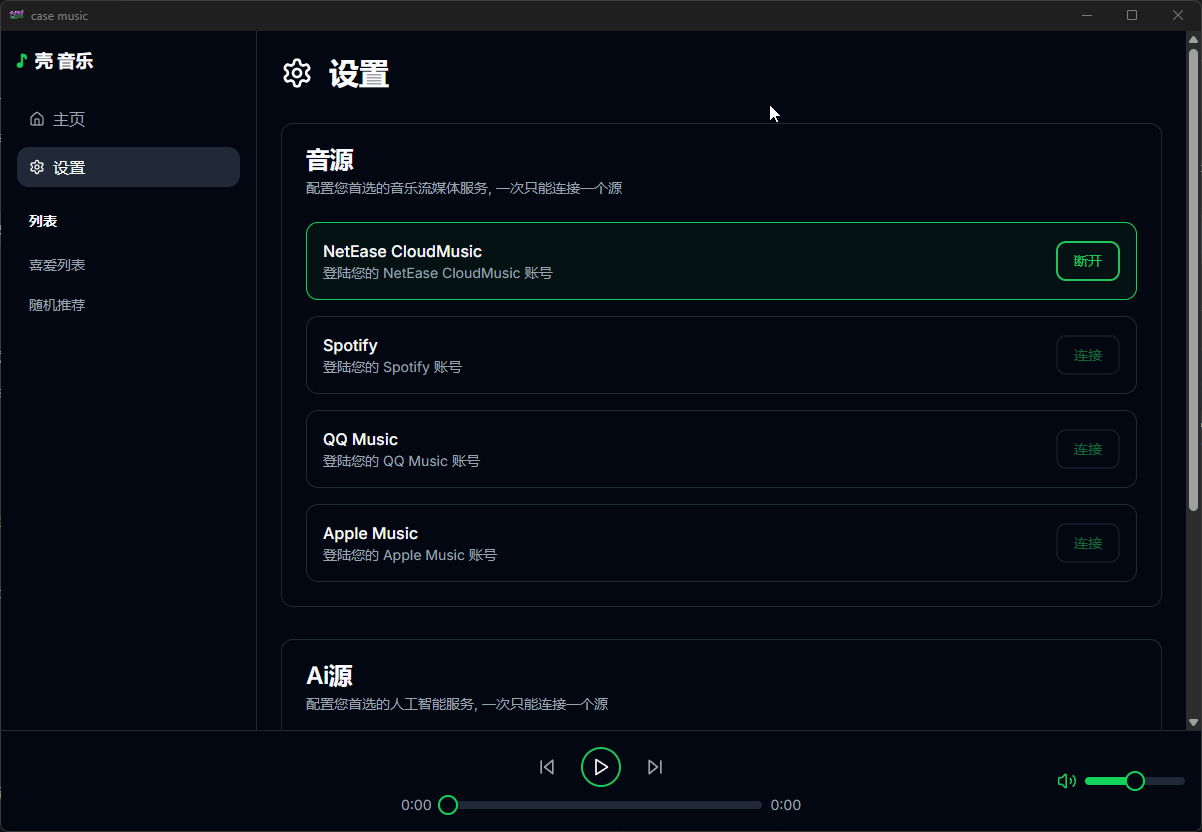 case music
壳 音乐
主页
设置
列表
喜爱列表
随机推荐
设置
音源
配置您首选的音乐流媒体服务, 一次只能连接一个源
NetEase CloudMusic
登陆您的 NetEase CloudMusic 账号
断开
Spotify
登陆您的 Spotify 账号
连接
QQ Music
登陆您的 QQ Music 账号
连接
Apple Music
登陆您的 Apple Music 账号
连接
Ai源
配置您首选的人工智能服务, 一次只能连接一个源
0:00
0:00